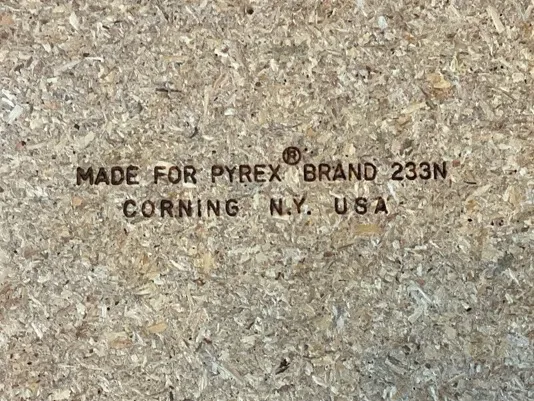 MADE FOR PYREX® BRAND 233N
CORNING N.Y. USA